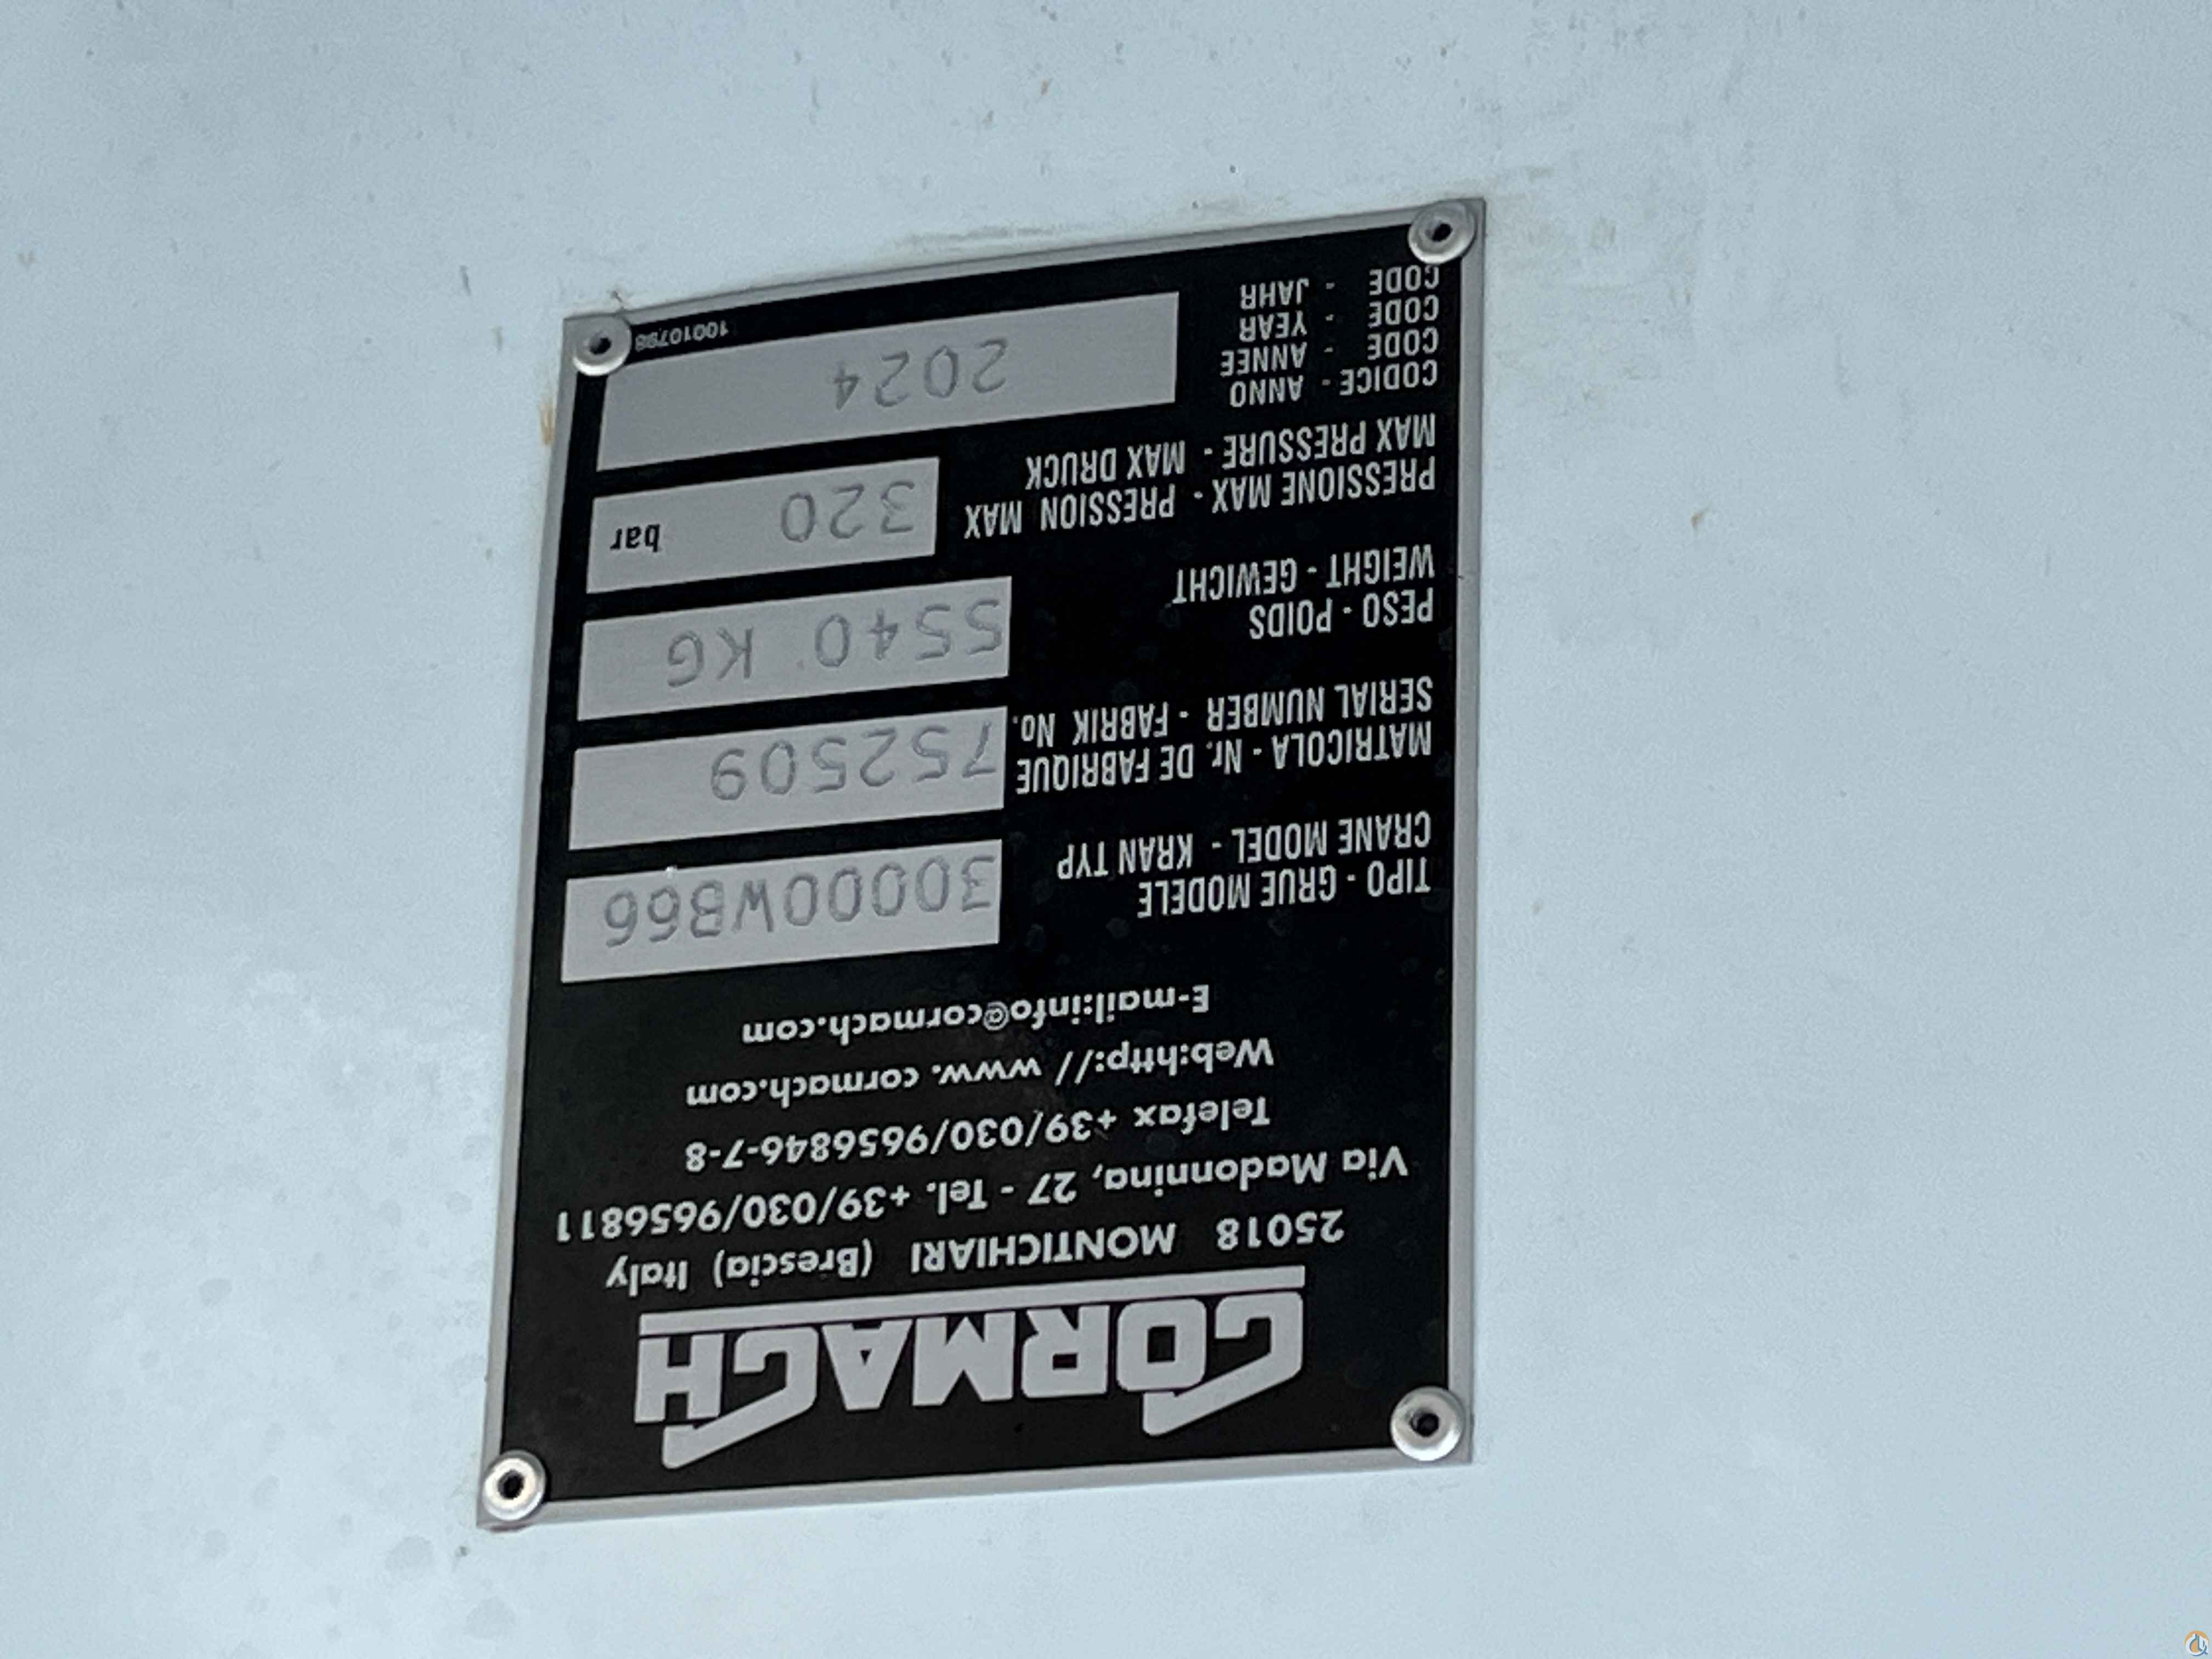 CORMACH
25018 MONTICHIARI (Brescia) Italy
Via Madonnina, 27 - Tel. +39/030/9656811
Telefax +39/030/9656846-7-8
Web:http:// www. cormach.com
E-mail:info@cormach.com
TIPO - GRUE MODELE
CRANE MODEL - KRAN TYP
30000WB66
MATRICOLA - Nr. DE FABRIQUE
SERIAL NUMBER - FABRIK No.
752509
PESO - POIDS
WEIGHT - GEWICHT
5540 KG
PRESSIONE MAX - PRESSION MAX
MAX PRESSURE - MAX DRUCK
320 bar
CODICE - ANNO
CODE - ANNEE
CODE - YEAR
CODE - JAHR
2024
10010798